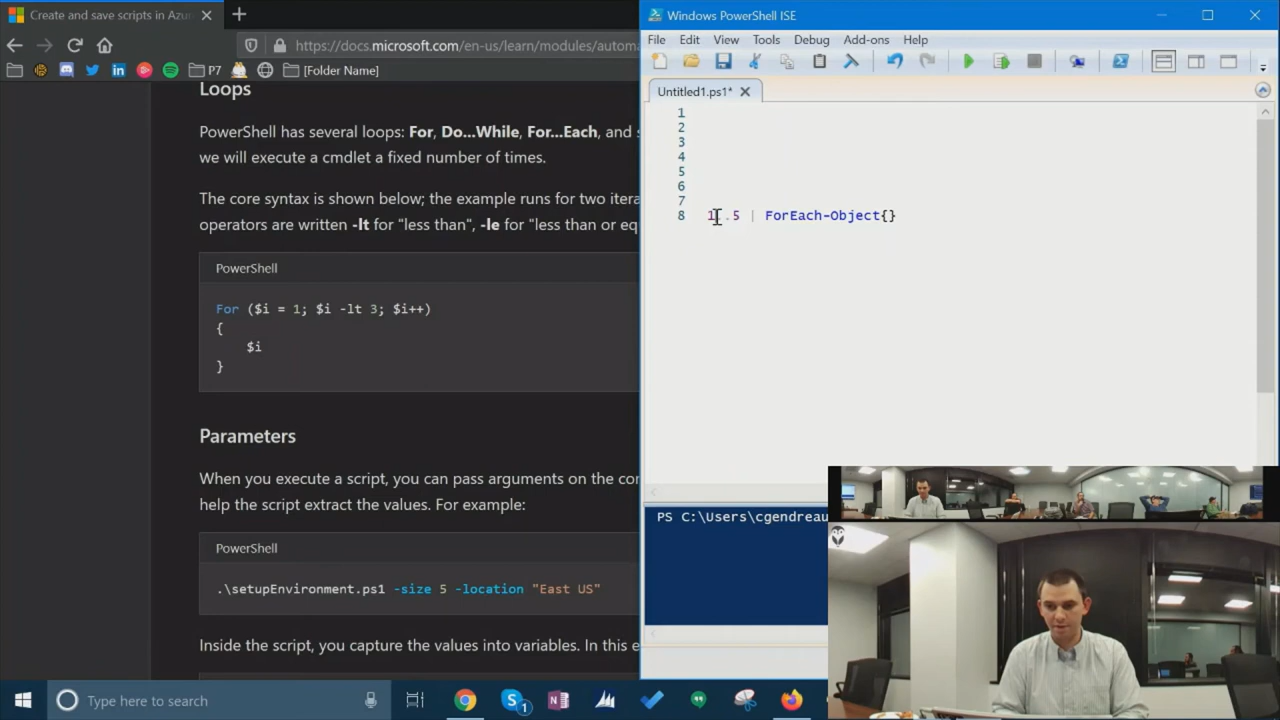 Create and save scripts in Azu
Windows PowerShell ISE
https://docs.microsoft.com/en-us/learn/modules/automa
File Edit View Tools Debug Add-ons Help
P7
[Folder Name]
Loops
PowerShell has several loops: For, Do...While, For...Each, and s
we will execute a cmdlet a fixed number of times.
The core syntax is shown below; the example runs for two itera
operators are written -lt for "less than", -le for "less than or eq
PowerShell
For ($i = 1; $i -lt 3; $i++)
{
$i
}
Parameters
When you execute a script, you can pass arguments on the cor
help the script extract the values. For example:
PowerShell
.\setupEnvironment.ps1 -size 5 -location "East US"
Inside the script, you capture the values into variables. In this e
Untitled1.ps1*
1
2
3
4
5
6
7
8 1..5 | ForEach-Object{}
PS C:\Users\cgendreau
Type here to search
1